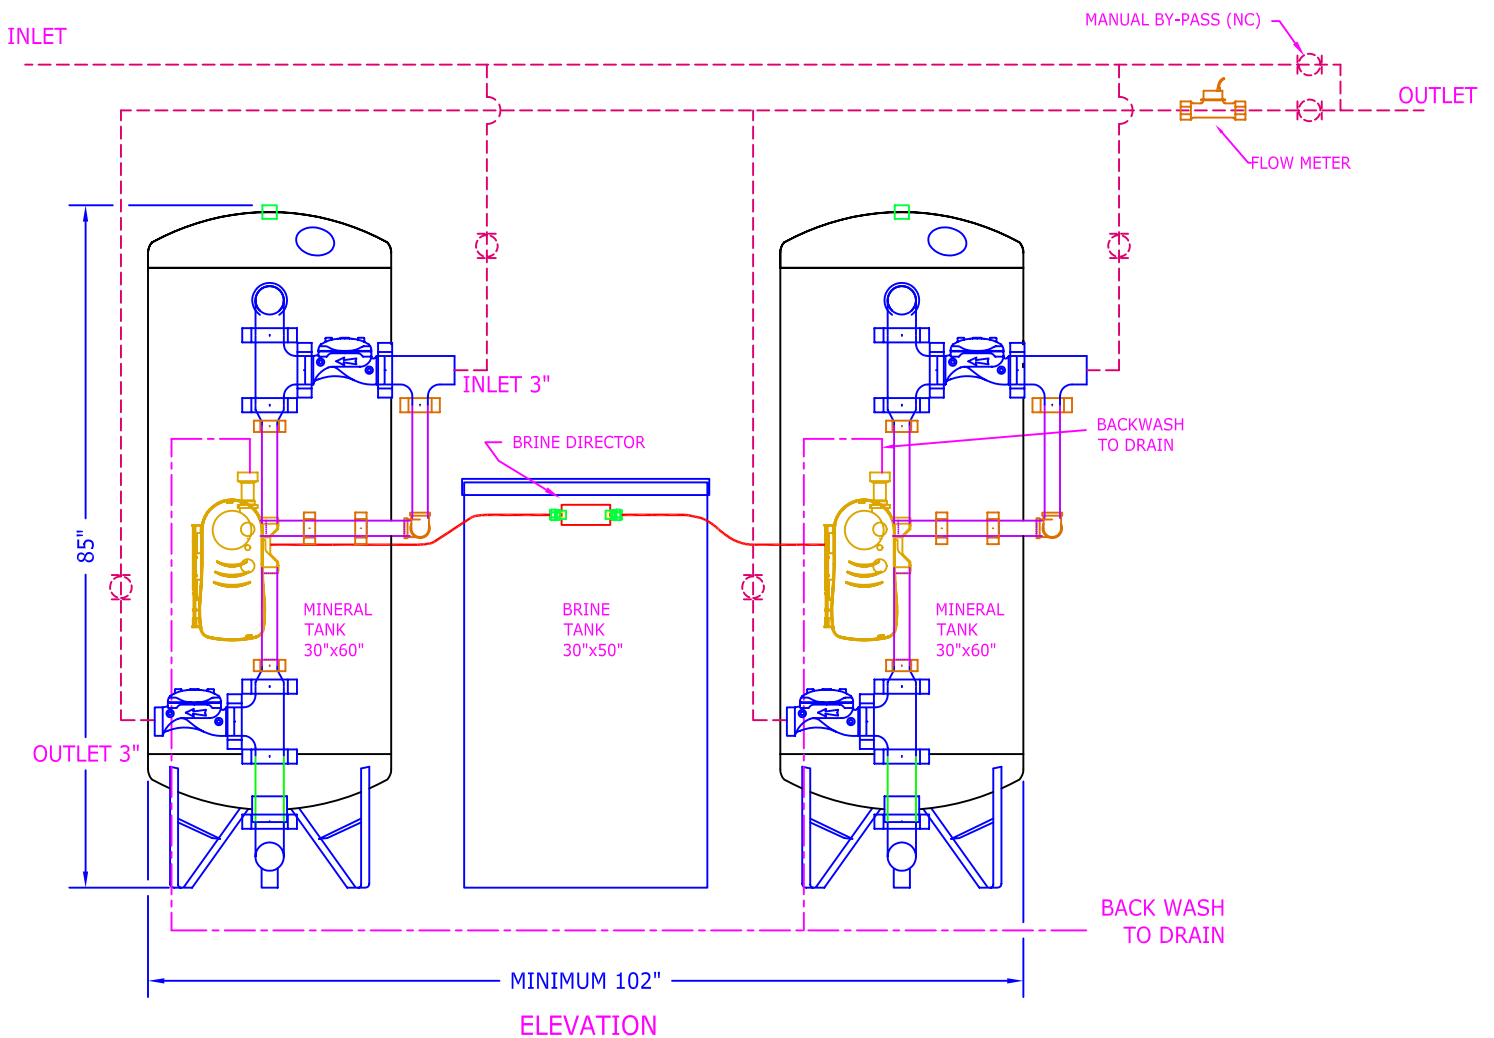 MANUAL BY-PASS (NC)
INLET
OUTLET
FLOW METER
INLET 3"
BACKWASH
TO DRAIN
BRINE DIRECTOR
85"
MINERAL
TANK
30"x60"
BRINE
TANK
30"x50"
MINERAL
TANK
30"x60"
OUTLET 3"
BACK WASH
TO DRAIN
MINIMUM 102"
ELEVATION